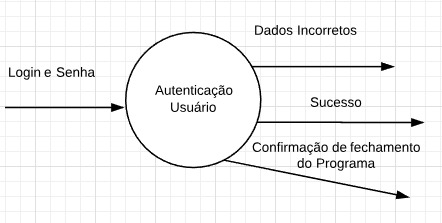 Dados Incorretos
Login e Senha
Autenticação
Usuário
Sucesso
Confirmação de fechamento
do Programa